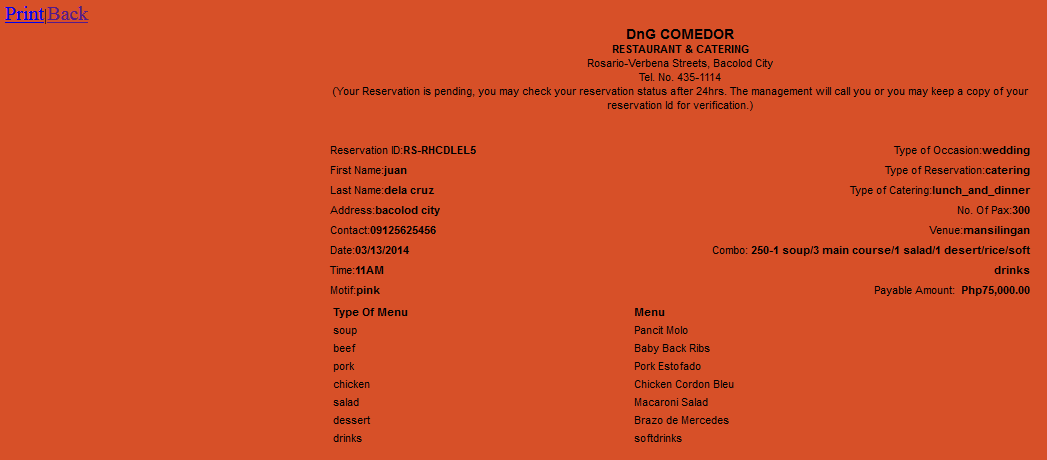 Print|Back
DnG COMEDOR
RESTAURANT & CATERING
Rosario-Verbena Streets, Bacolod City
Tel. No. 435-1114
(Your Reservation is pending, you may check your reservation status after 24hrs. The management will call you or you may keep a copy of your
reservation Id for verification.)
Reservation ID:RS-RHCDLEL5 Type of Occasion:wedding
First Name:juan Type of Reservation:catering
Last Name:dela cruz Type of Catering:lunch_and_dinner
Address:bacolod city No. Of Pax:300
Contact:09125625456 Venue:mansilingan
Date:03/13/2014 Combo: 250-1 soup/3 main course/1 salad/1 desert/rice/soft
Time:11AM drinks
Motif:pink Payable Amount: Php75,000.00
Type Of Menu Menu
soup Pancit Molo
beef Baby Back Ribs
pork Pork Estofado
chicken Chicken Cordon Bleu
salad Macaroni Salad
dessert Brazo de Mercedes
drinks softdrinks